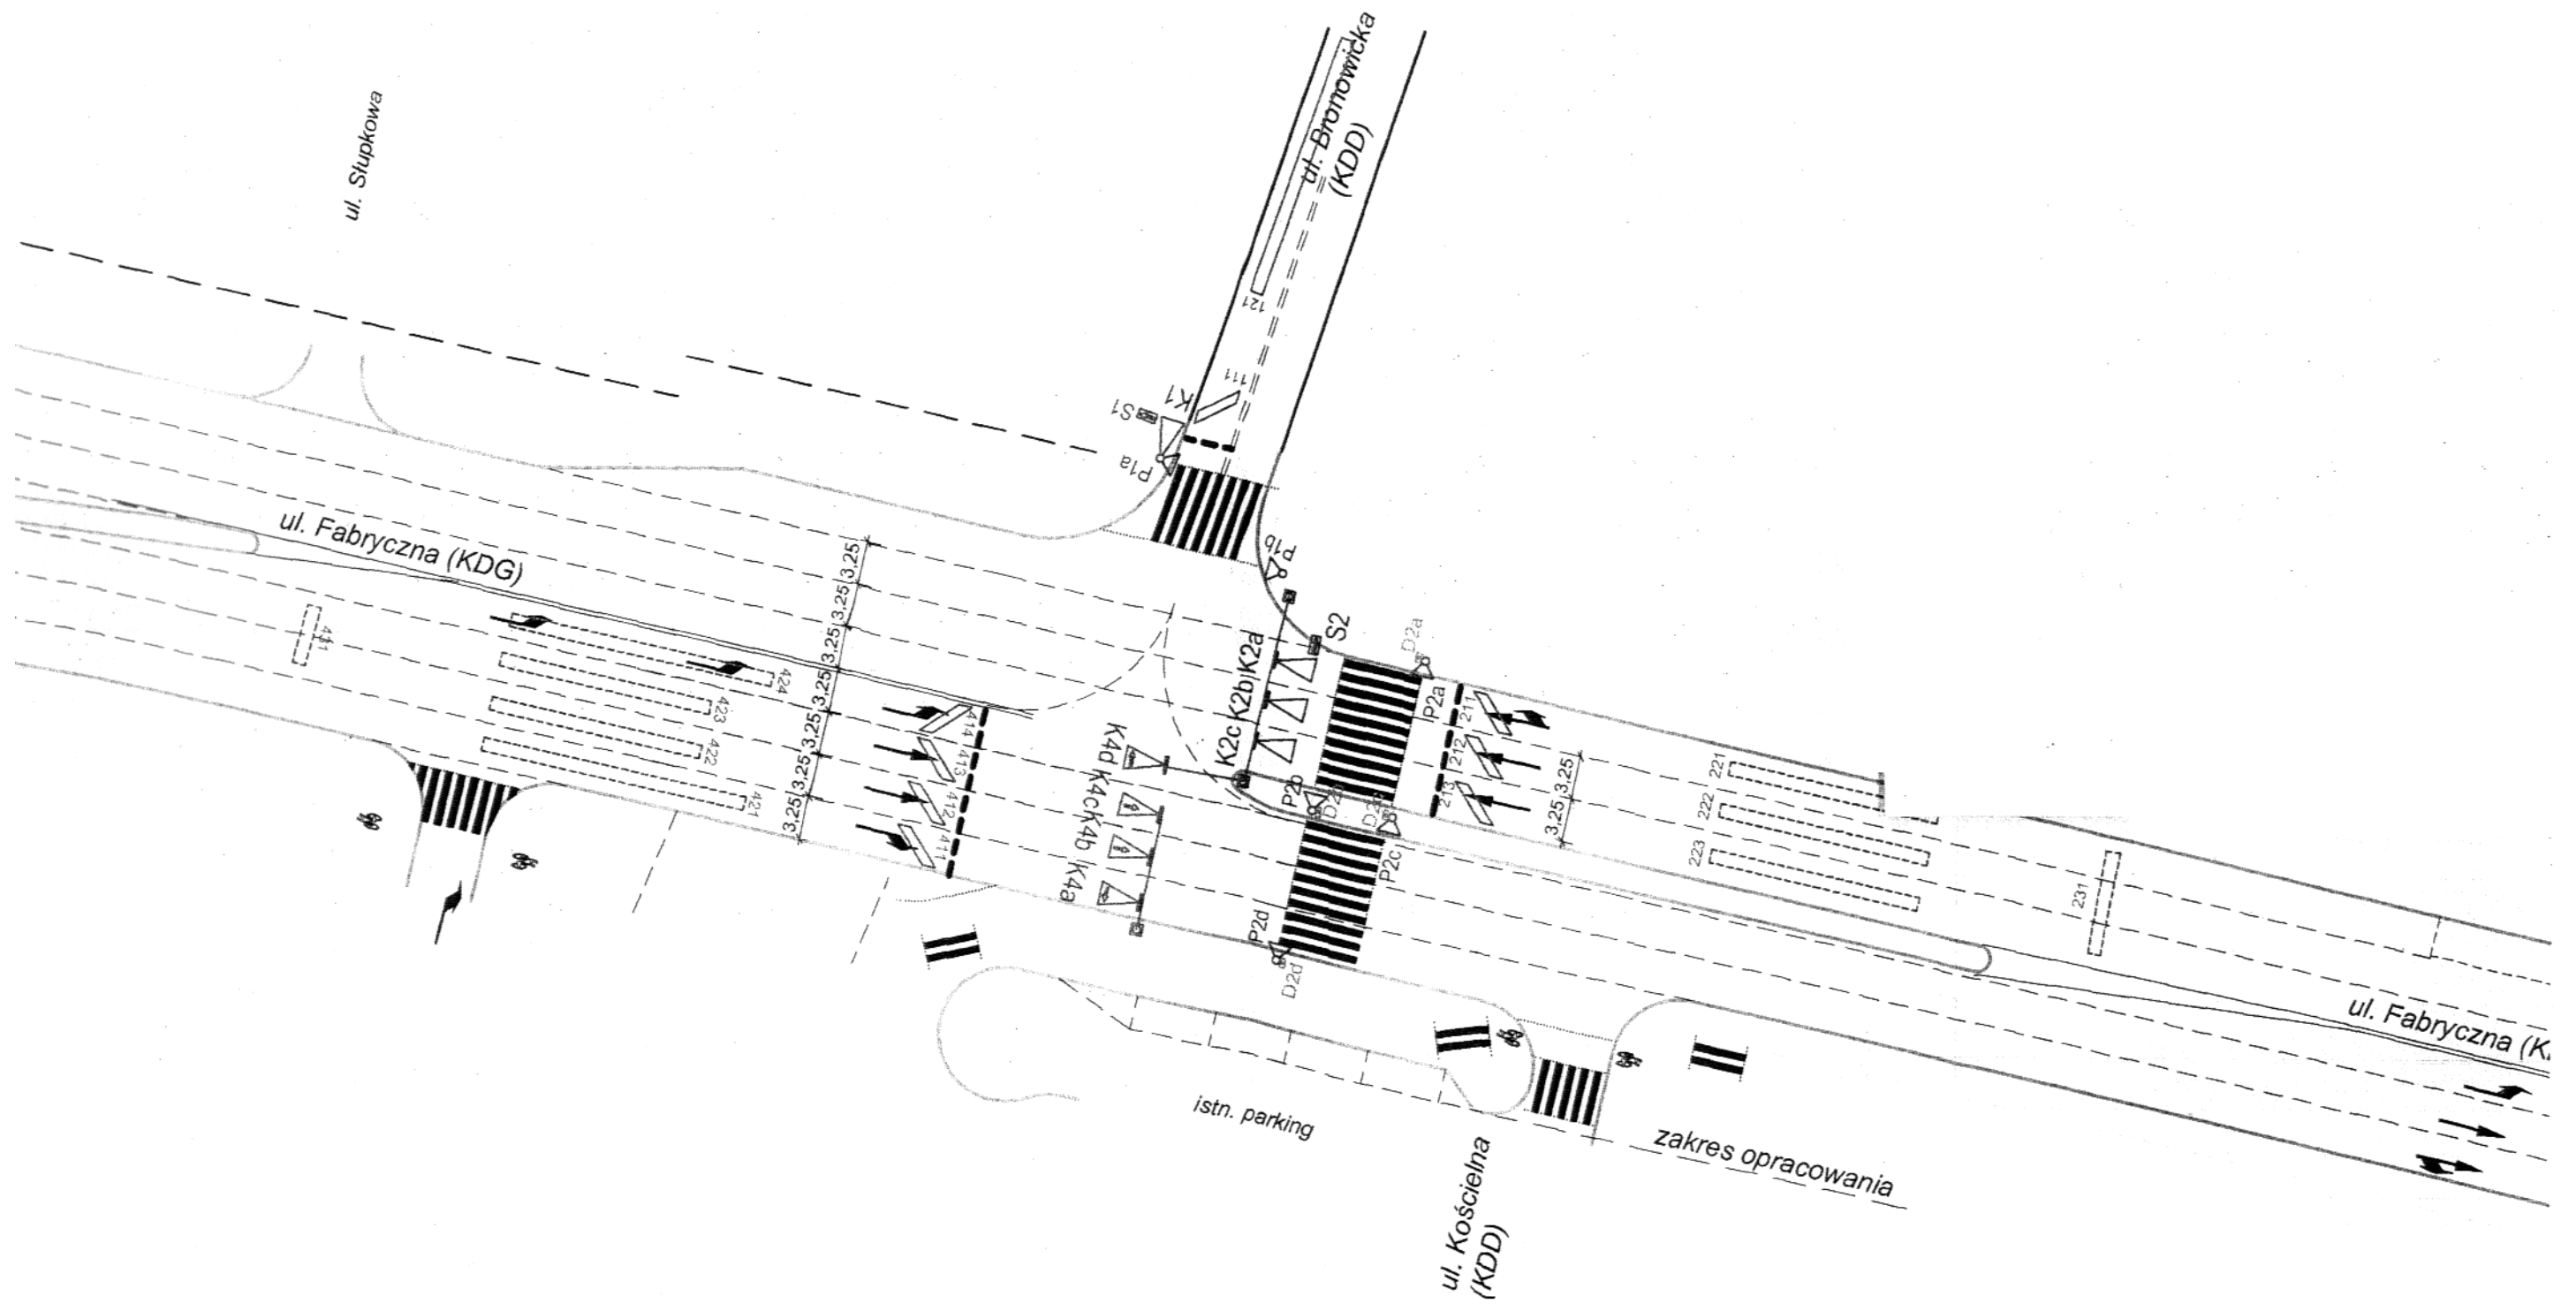 ul. Słupkowa
ul. Bronowicka
(KDD)
121
111
K1
S1
P1a
P1b
ul. Fabryczna (KDG)
3,25
3,25
3,25
3,25
3,25
3,25
3,25
431
424
423
422
421
414
413
412
411
S2
K2c K2b K2a
D2a
P2a
211
212
213
3,25
3,25
221
222
223
231
K4d K4c K4b K4a
P2b
P2c
P2d
D2d
ul. Fabryczna (K
istn. parking
zakres opracowania
ul. Kościelna
(KDD)